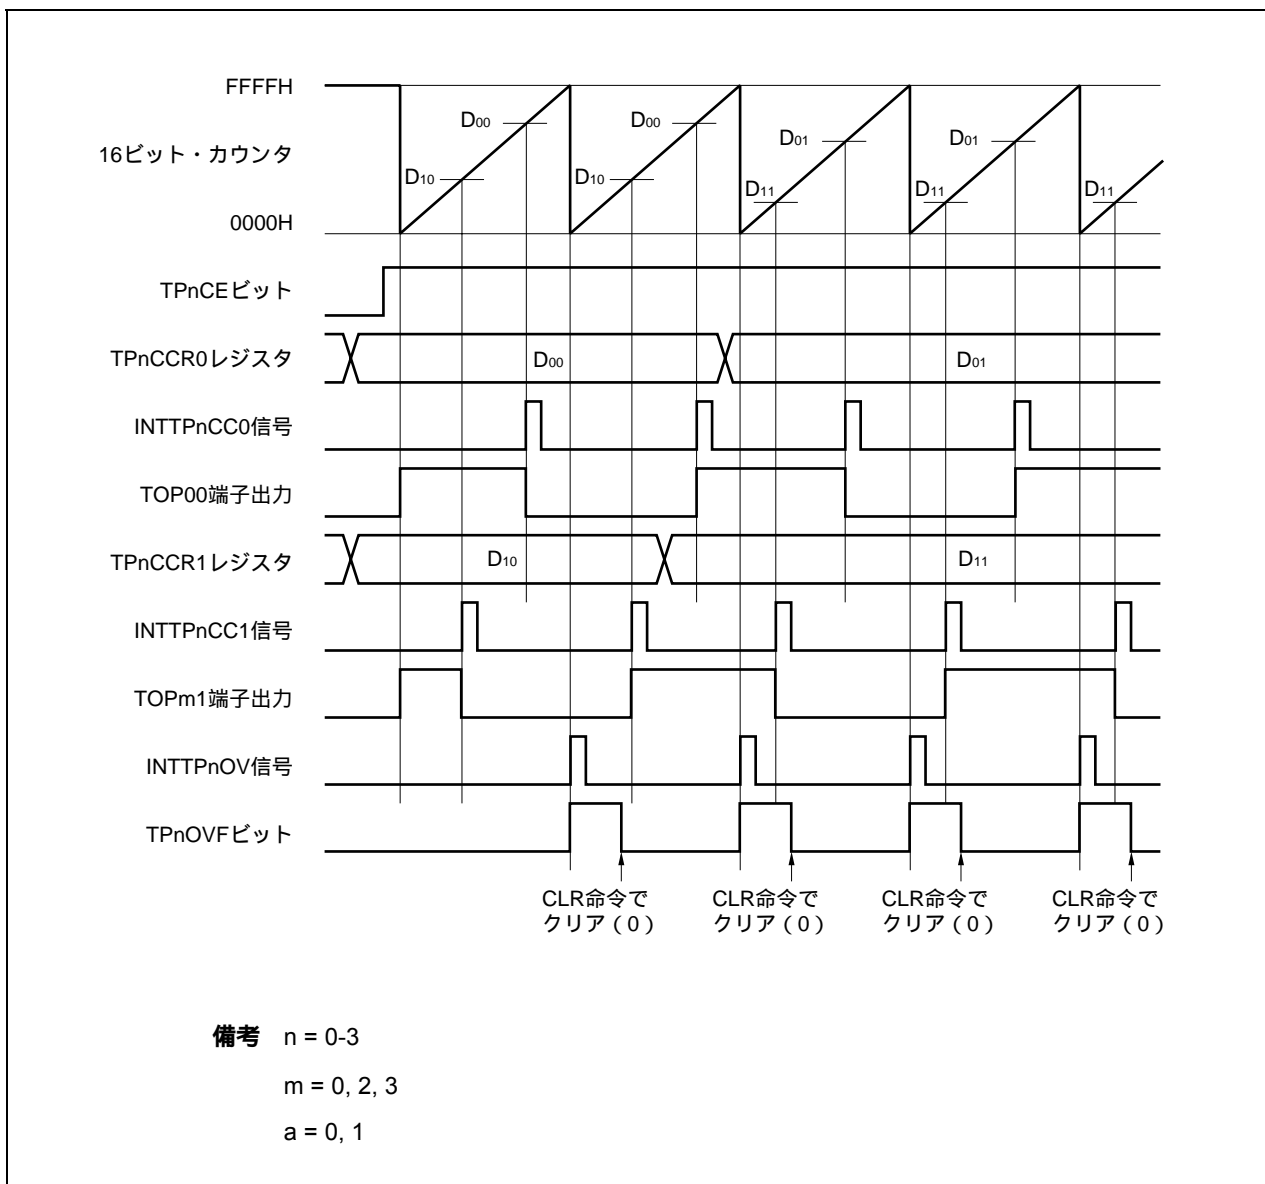 FFFFH
16ビット・カウンタ
0000H
D00
D10
D00
D10
D01
D11
D01
D11
D11
TPnCEビット
TPnCCR0レジスタ
D00
D01
INTTPnCC0信号
TOP00端子出力
TPnCCR1レジスタ
D10
D11
INTTPnCC1信号
TOPm1端子出力
INTTPnOV信号
TPnOVFビット
CLR命令で
クリア(0)
CLR命令で
クリア(0)
CLR命令で
クリア(0)
CLR命令で
クリア(0)
備考 n = 0-3
m = 0, 2, 3
a = 0, 1